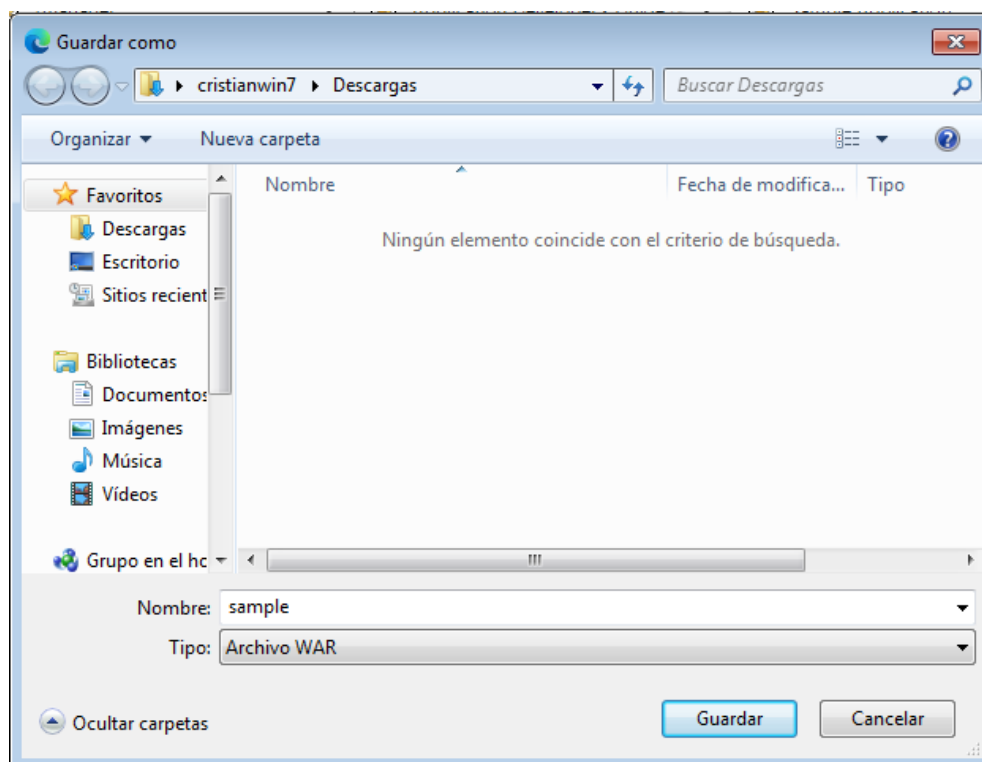 Guardar como
cristianwin7 Descargas
Buscar Descargas
Organizar
Nueva carpeta
Nombre
Fecha de modifica...
Tipo
Ningún elemento coincide con el criterio de búsqueda.
Favoritos
Descargas
Escritorio
Sitios recient
Bibliotecas
Documentos
Imágenes
Música
Vídeos
Grupo en el hc
Nombre: sample
Tipo: Archivo WAR
Ocultar carpetas
Guardar
Cancelar